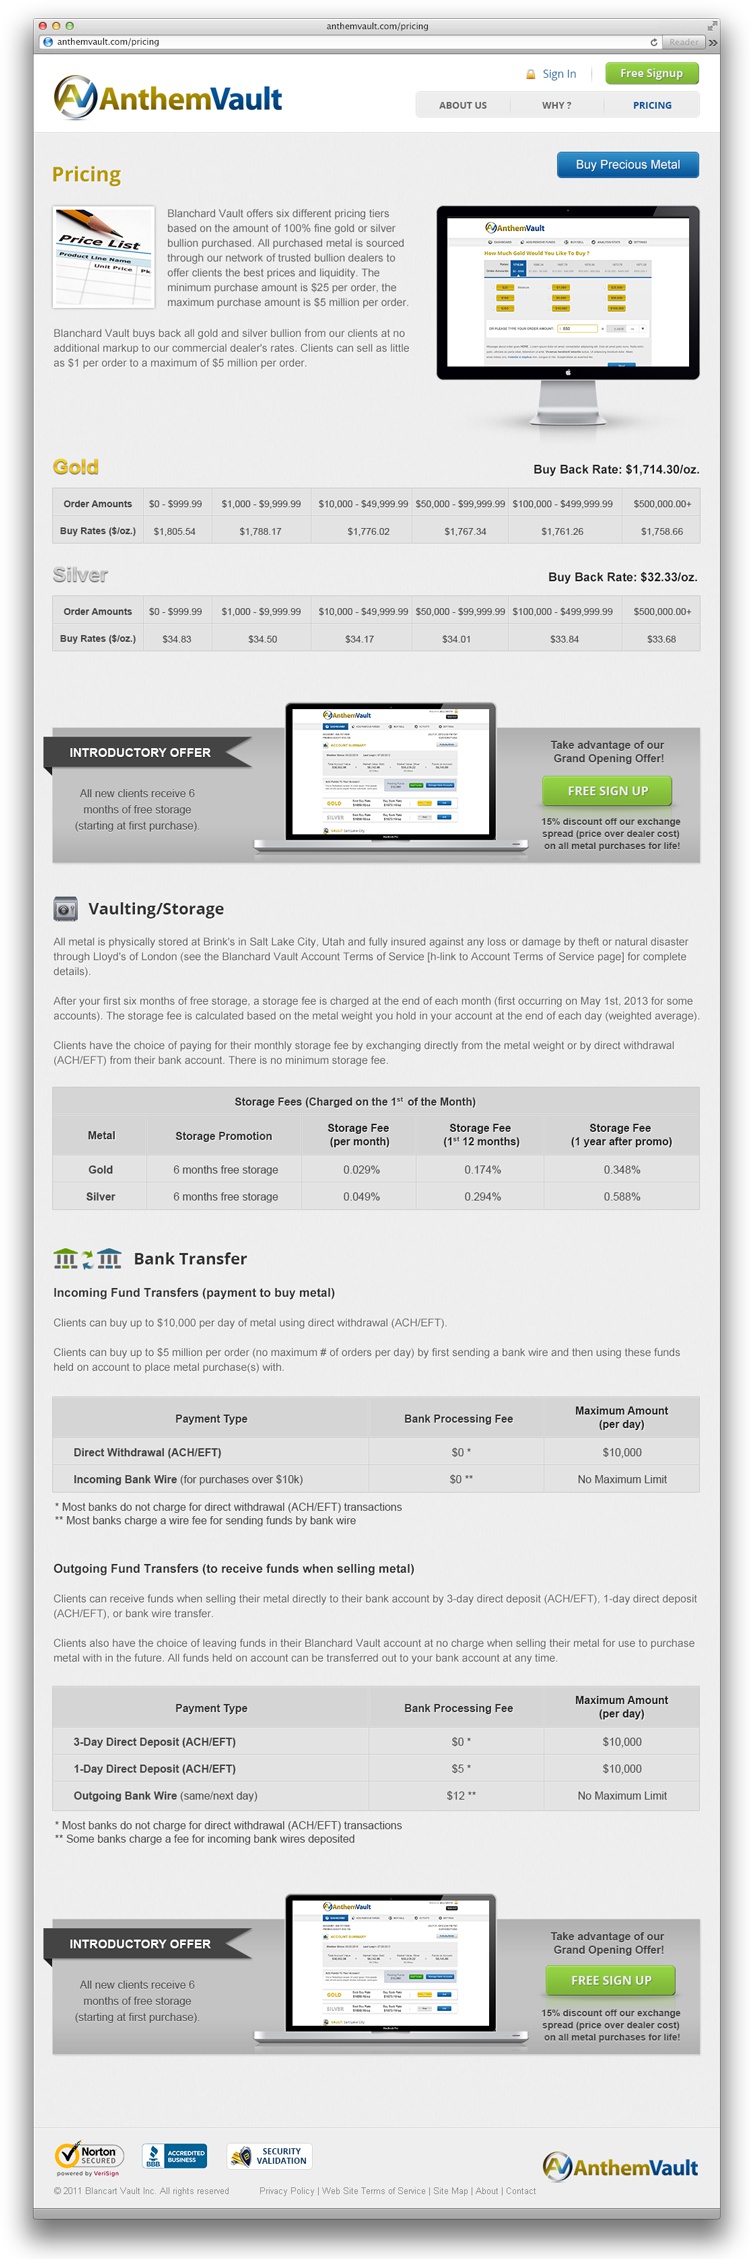 anthemvault.com/pricing
anthemvault.com/pricing
Reader
AnthemVault
Sign In
Free Signup
ABOUT US
WHY ?
PRICING
Pricing
Buy Precious Metal
Price List
Product Line Name
Unit Price
Blanchard Vault offers six different pricing tiers
based on the amount of 100% fine gold or silver
bullion purchased. All purchased metal is sourced
through our network of trusted bullion dealers to
offer clients the best prices and liquidity. The
minimum purchase amount is $25 per order, the
maximum purchase amount is $5 million per order.
Blanchard Vault buys back all gold and silver bullion from our clients at no
additional markup to our commercial dealer's rates. Clients can sell as little
as $1 per order to a maximum of $5 million per order.
AnthemVault
How Much Gold Would You Like To Buy ?
Gold
Buy Back Rate: $1,714.30/oz.
Order Amounts $0 - $999.99 $1,000 - $9,999.99 $10,000 - $49,999.99 $50,000 - $99,999.99 $100,000 - $499,999.99 $500,000.00+
Buy Rates ($/oz.) $1,805.54 $1,788.17 $1,776.02 $1,767.34 $1,761.26 $1,758.66
Silver
Buy Back Rate: $32.33/oz.
Order Amounts $0 - $999.99 $1,000 - $9,999.99 $10,000 - $49,999.99 $50,000 - $99,999.99 $100,000 - $499,999.99 $500,000.00+
Buy Rates ($/oz.) $34.83 $34.50 $34.17 $34.01 $33.84 $33.68
INTRODUCTORY OFFER
All new clients receive 6
months of free storage
(starting at first purchase).
AnthemVault
ACCOUNT SUMMARY
GOLD
SILVER
Take advantage of our
Grand Opening Offer!
FREE SIGN UP
15% discount off our exchange
spread (price over dealer cost)
on all metal purchases for life!
Vaulting/Storage
All metal is physically stored at Brink's in Salt Lake City, Utah and fully insured against any loss or damage by theft or natural disaster
through Lloyd's of London (see the Blanchard Vault Account Terms of Service [h-link to Account Terms of Service page] for complete
details).
After your first six months of free storage, a storage fee is charged at the end of each month (first occurring on May 1st, 2013 for some
accounts). The storage fee is calculated based on the metal weight you hold in your account at the end of each day (weighted average).
Clients have the choice of paying for their monthly storage fee by exchanging directly from the metal weight or by direct withdrawal
(ACH/EFT) from their bank account. There is no minimum storage fee.
Storage Fees (Charged on the 1st of the Month)
Metal
Storage Promotion
Storage Fee
(per month)
Storage Fee
(1st 12 months)
Storage Fee
(1 year after promo)
Gold 6 months free storage 0.029% 0.174% 0.348%
Silver 6 months free storage 0.049% 0.294% 0.588%
Bank Transfer
Incoming Fund Transfers (payment to buy metal)
Clients can buy up to $10,000 per day of metal using direct withdrawal (ACH/EFT).
Clients can buy up to $5 million per order (no maximum # of orders per day) by first sending a bank wire and then using these funds
held on account to place metal purchase(s) with.
Payment Type
Bank Processing Fee
Maximum Amount
(per day)
Direct Withdrawal (ACH/EFT) $0 * $10,000
Incoming Bank Wire (for purchases over $10k) $0 ** No Maximum Limit
* Most banks do not charge for direct withdrawal (ACH/EFT) transactions
** Most banks charge a wire fee for sending funds by bank wire
Outgoing Fund Transfers (to receive funds when selling metal)
Clients can receive funds when selling their metal directly to their bank account by 3-day direct deposit (ACH/EFT), 1-day direct deposit
(ACH/EFT), or bank wire transfer.
Clients also have the choice of leaving funds in their Blanchard Vault account at no charge when selling their metal for use to purchase
metal with in the future. All funds held on account can be transferred out to your bank account at any time.
Payment Type
Bank Processing Fee
Maximum Amount
(per day)
3-Day Direct Deposit (ACH/EFT) $0 * $10,000
1-Day Direct Deposit (ACH/EFT) $5 * $10,000
Outgoing Bank Wire (same/next day) $12 ** No Maximum Limit
* Most banks do not charge for direct withdrawal (ACH/EFT) transactions
** Some banks charge a fee for incoming bank wires deposited
INTRODUCTORY OFFER
All new clients receive 6
months of free storage
(starting at first purchase).
AnthemVault
ACCOUNT SUMMARY
GOLD
SILVER
Take advantage of our
Grand Opening Offer!
FREE SIGN UP
15% discount off our exchange
spread (price over dealer cost)
on all metal purchases for life!
Norton
SECURED
powered by VeriSign
BBB
ACCREDITED
BUSINESS
SECURITY
VALIDATION
AnthemVault
© 2011 Blancart Vault Inc. All rights reserved
Privacy Policy | Web Site Terms of Service | Site Map | About | Contact